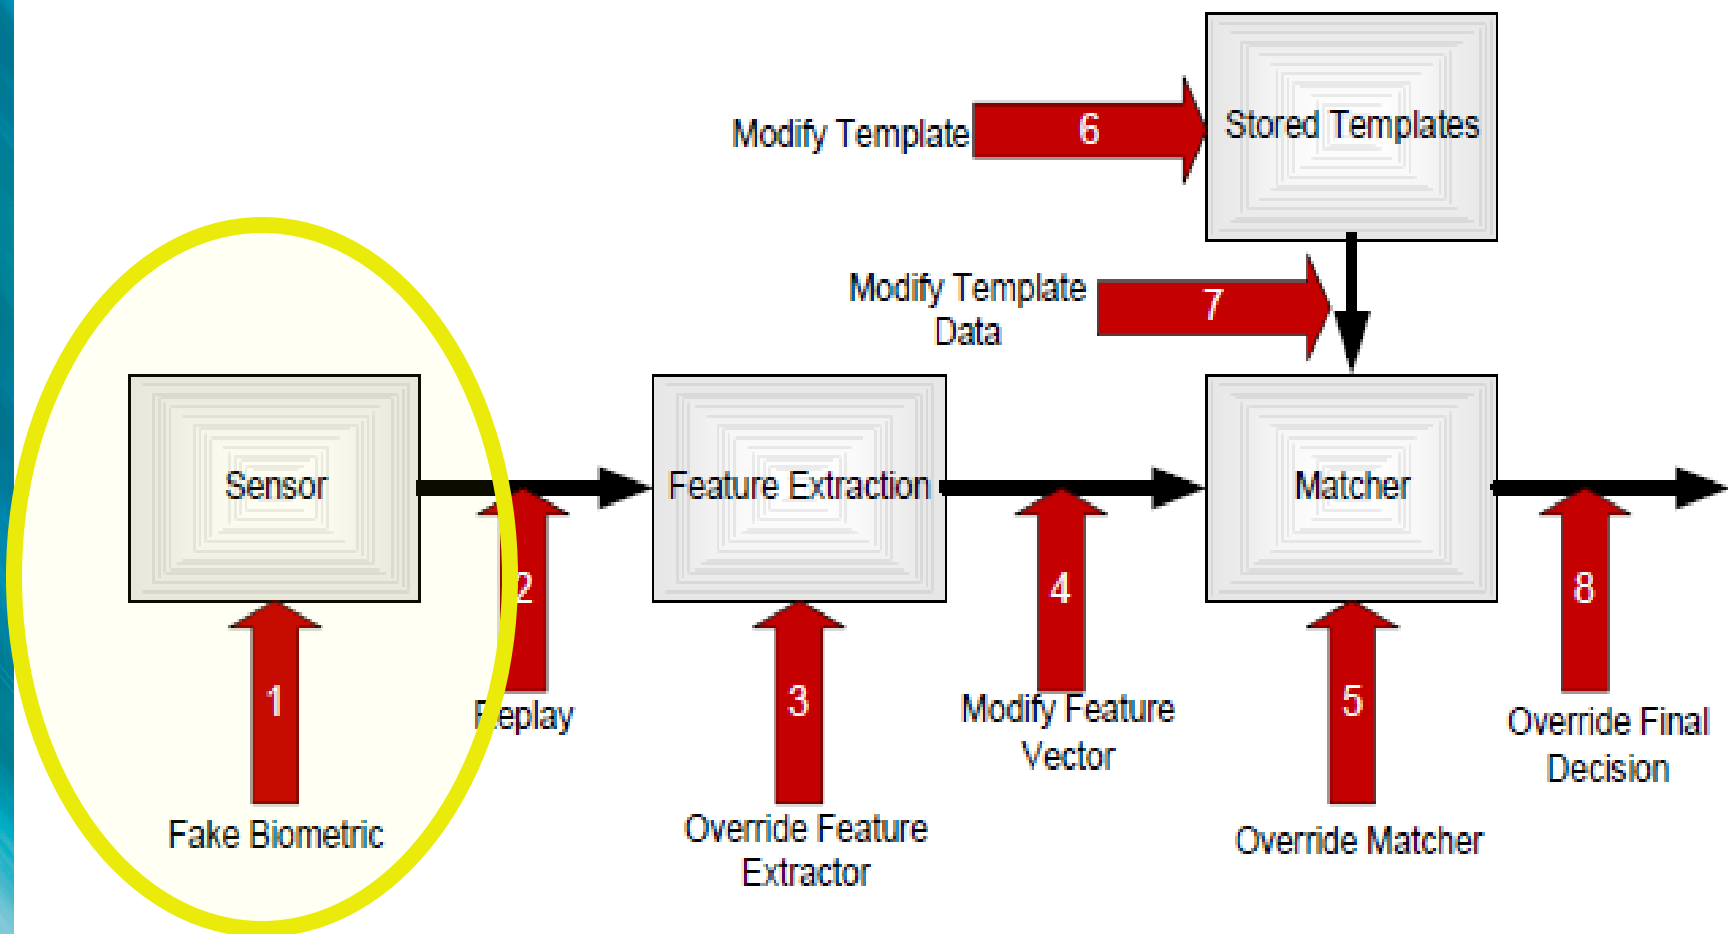 Modify Template
6
Stored Templates
Modify Template
Data
7
Sensor
Feature Extraction
Matcher
1
2
3
4
5
8
Fake Biometric
Replay
Override Feature
Extractor
Modify Feature
Vector
Override Matcher
Override Final
Decision